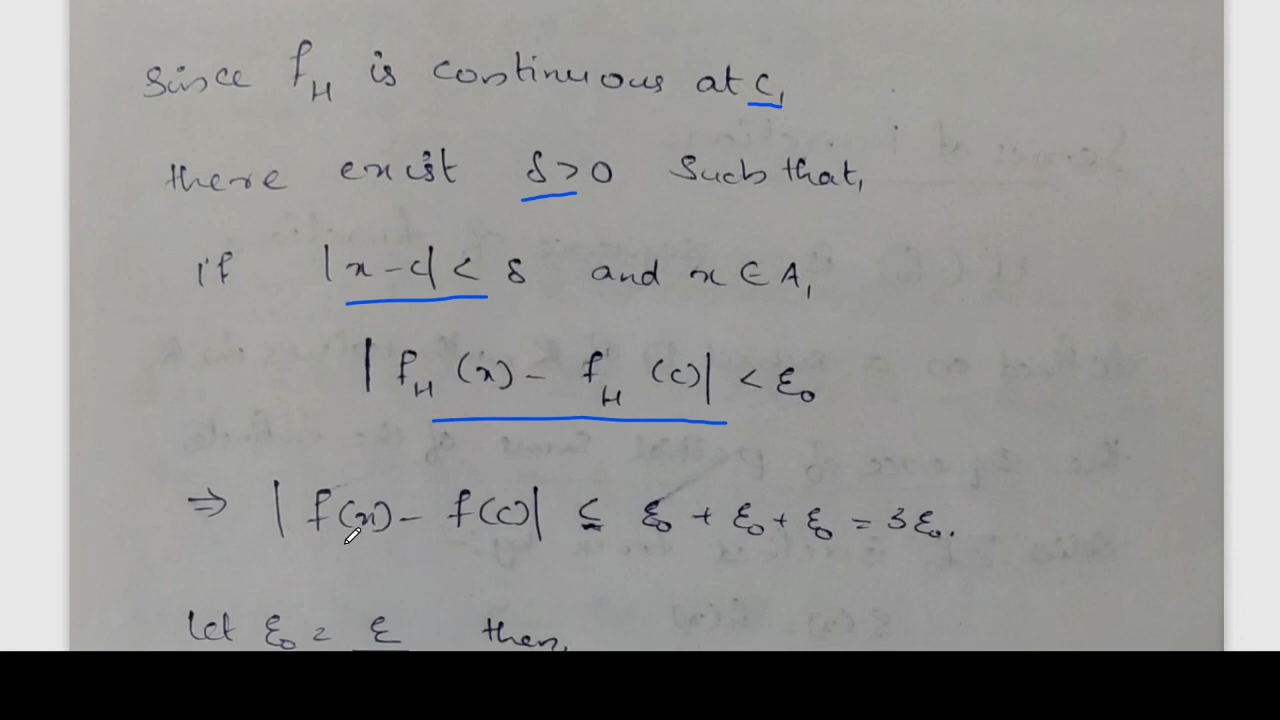 Since f_H is continuous at c,
there exist δ>0 such that,
if |x-c| < δ and x ∈ A,
|f_H(x) - f_H(c)| < ε₀
⇒ |f(x) - f(c)| ≤ ε₀ + ε₀ + ε₀ = 3ε₀.
Let ε₀ = ε then,